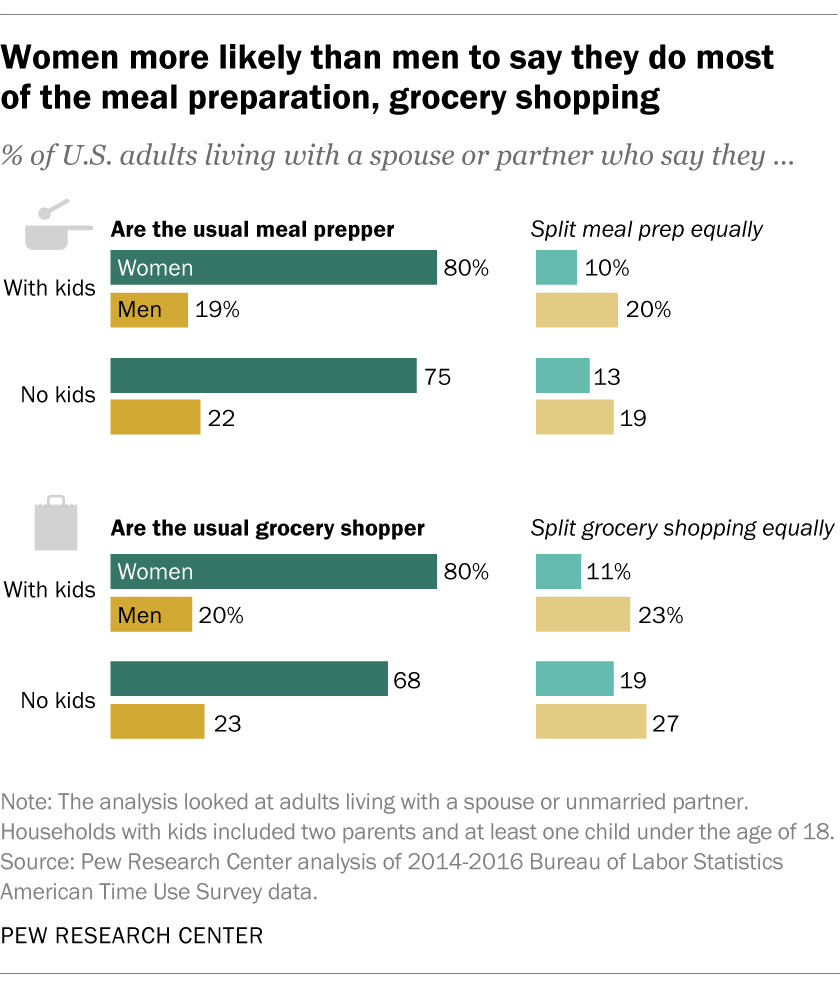 Women more likely than men to say they do most
of the meal preparation, grocery shopping
% of U.S. adults living with a spouse or partner who say they ...
Are the usual meal prepper
Split meal prep equally
With kids
Women
80%
10%
Men
19%
20%
No kids
75
13
22
19
Are the usual grocery shopper
Split grocery shopping equally
With kids
Women
80%
11%
Men
20%
23%
No kids
68
19
23
27
Note: The analysis looked at adults living with a spouse or unmarried partner.
Households with kids included two parents and at least one child under the age of 18.
Source: Pew Research Center analysis of 2014-2016 Bureau of Labor Statistics
American Time Use Survey data.
PEW RESEARCH CENTER